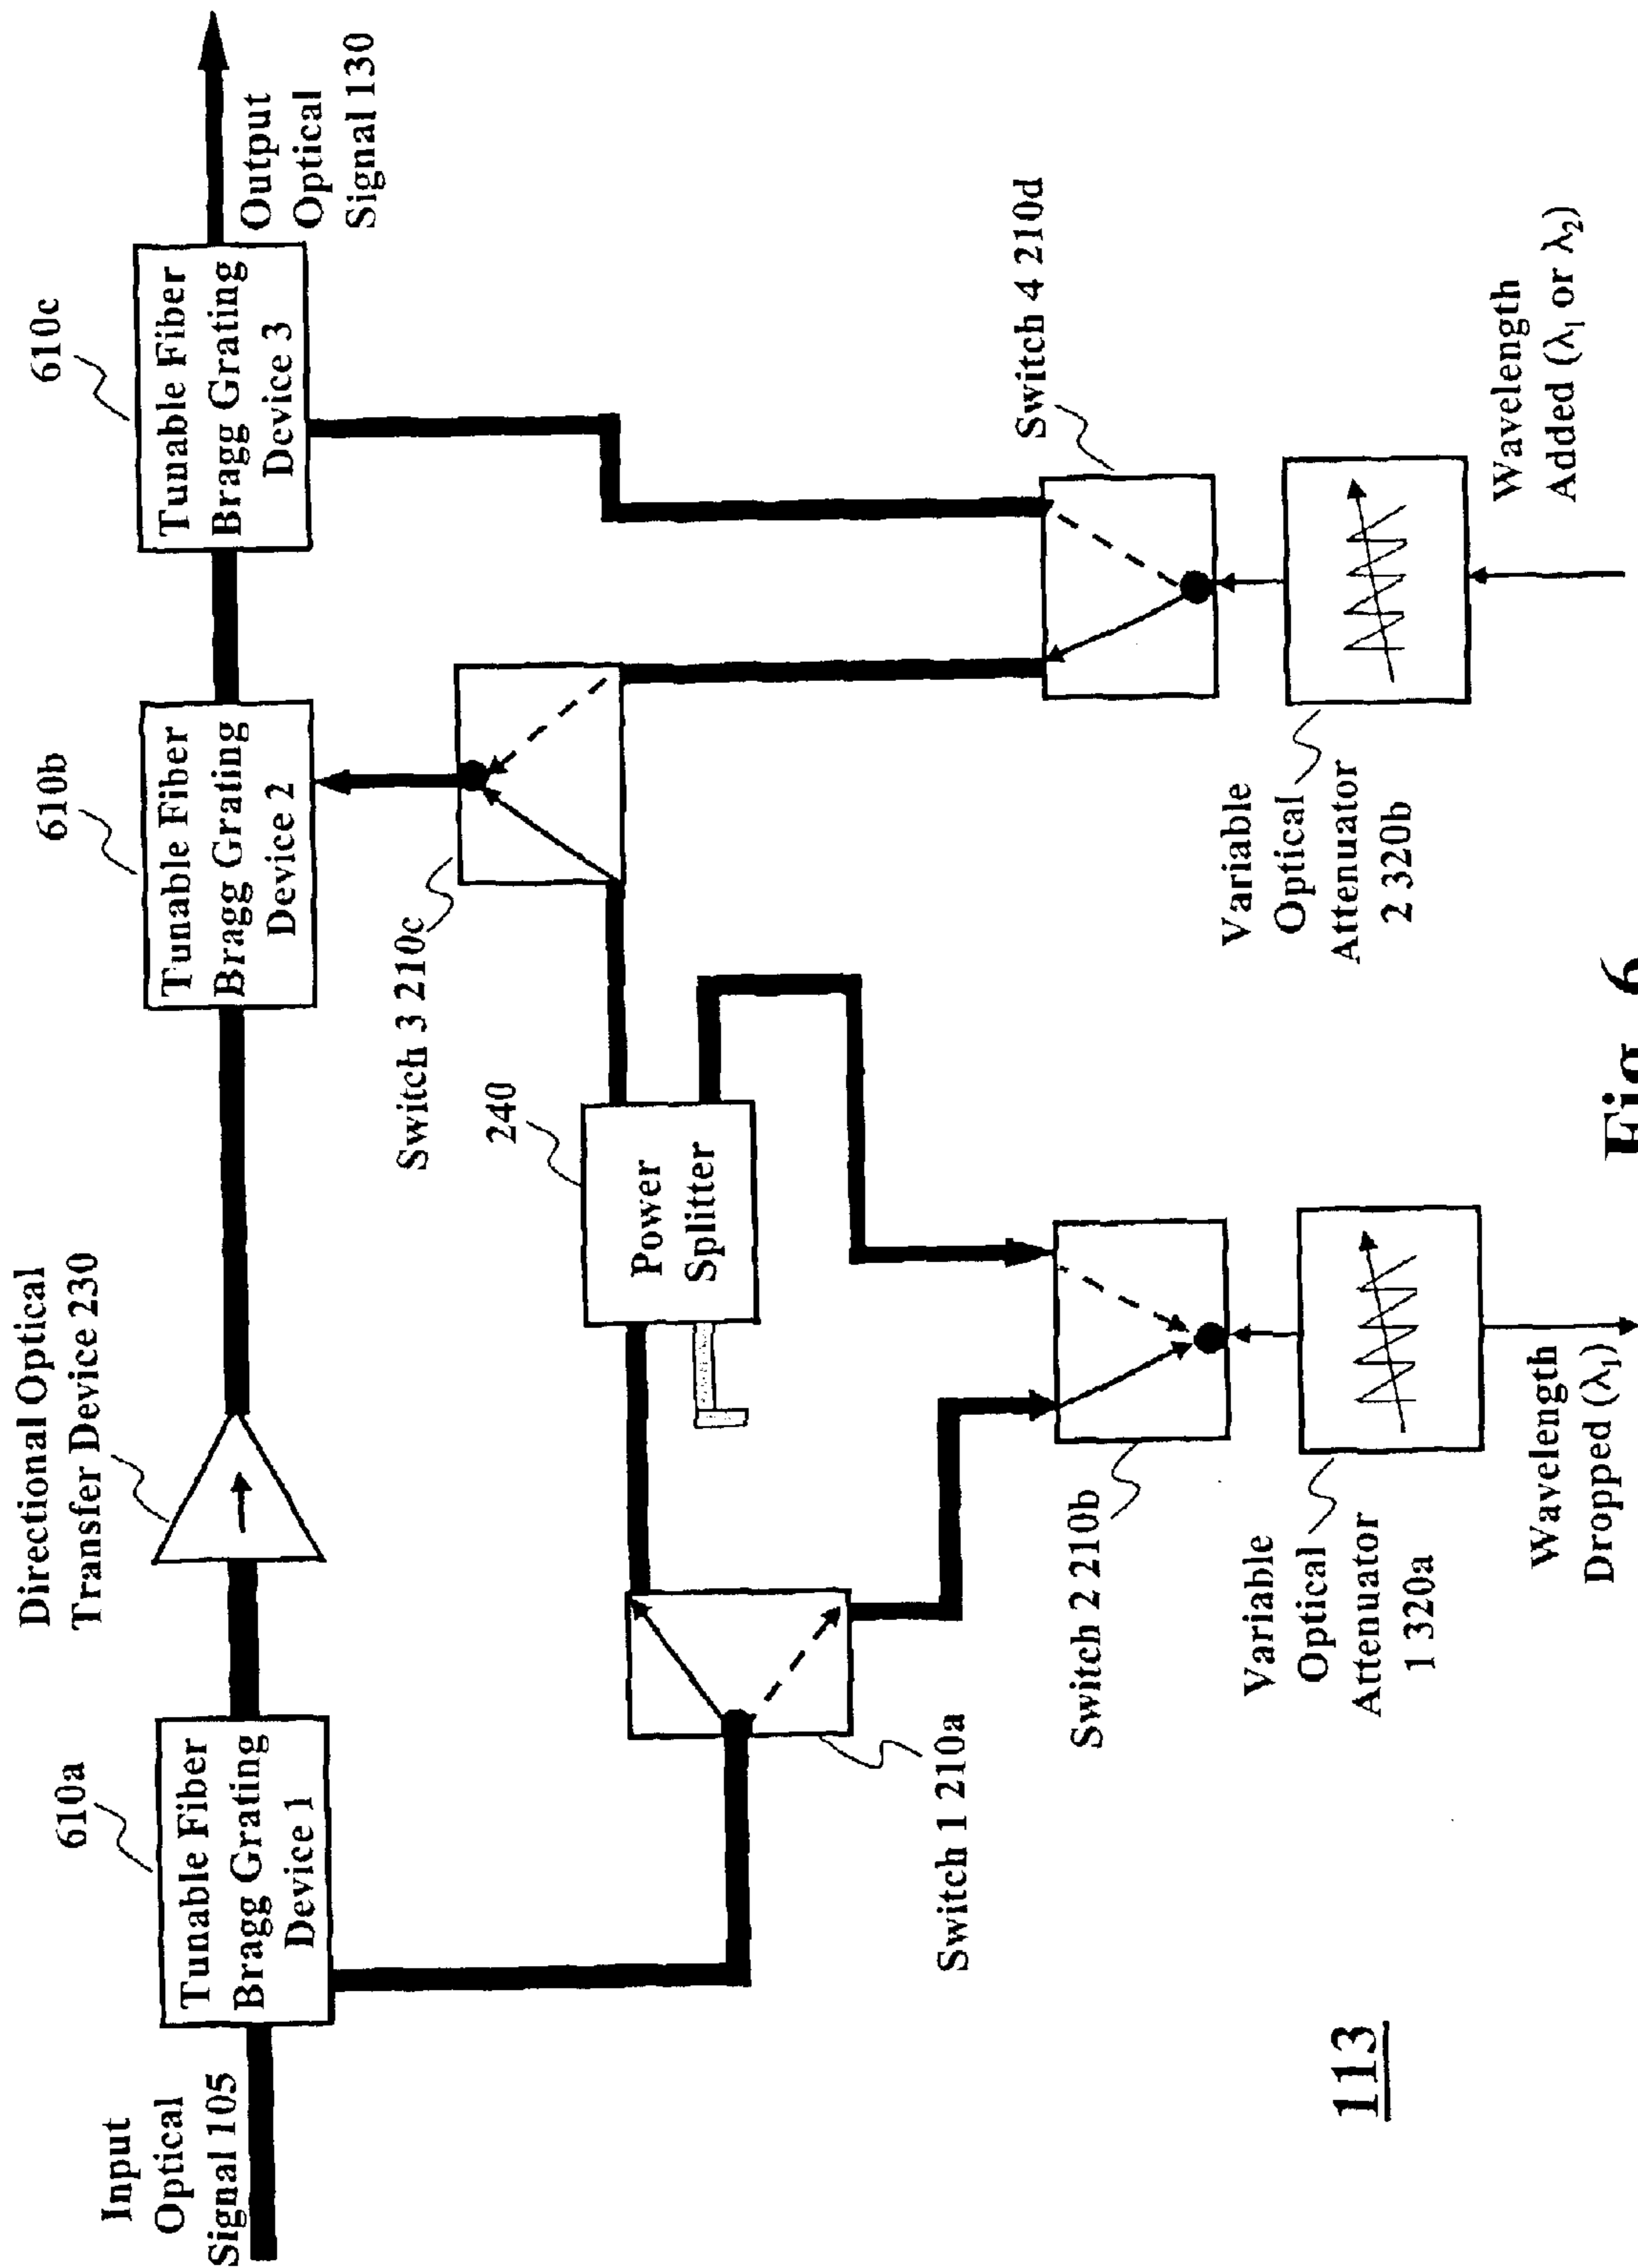 Input
Optical
Signal 105
610a
Tunable Fiber
Bragg Grating
Device 1
Directional Optical
Transfer Device 230
610b
Tunable Fiber
Bragg Grating
Device 2
610c
Tunable Fiber
Bragg Grating
Device 3
Output
Optical
Signal 130
Switch 3 210c
240
Power
Splitter
Switch 1 210a
Switch 2 210b
Switch 4 210d
Variable
Optical
Attenuator
1 320a
Variable
Optical
Attenuator
2 320b
Wavelength
Dropped (λ₁)
Wavelength
Added (λ₁ or λ₂)
113
Fig. 6